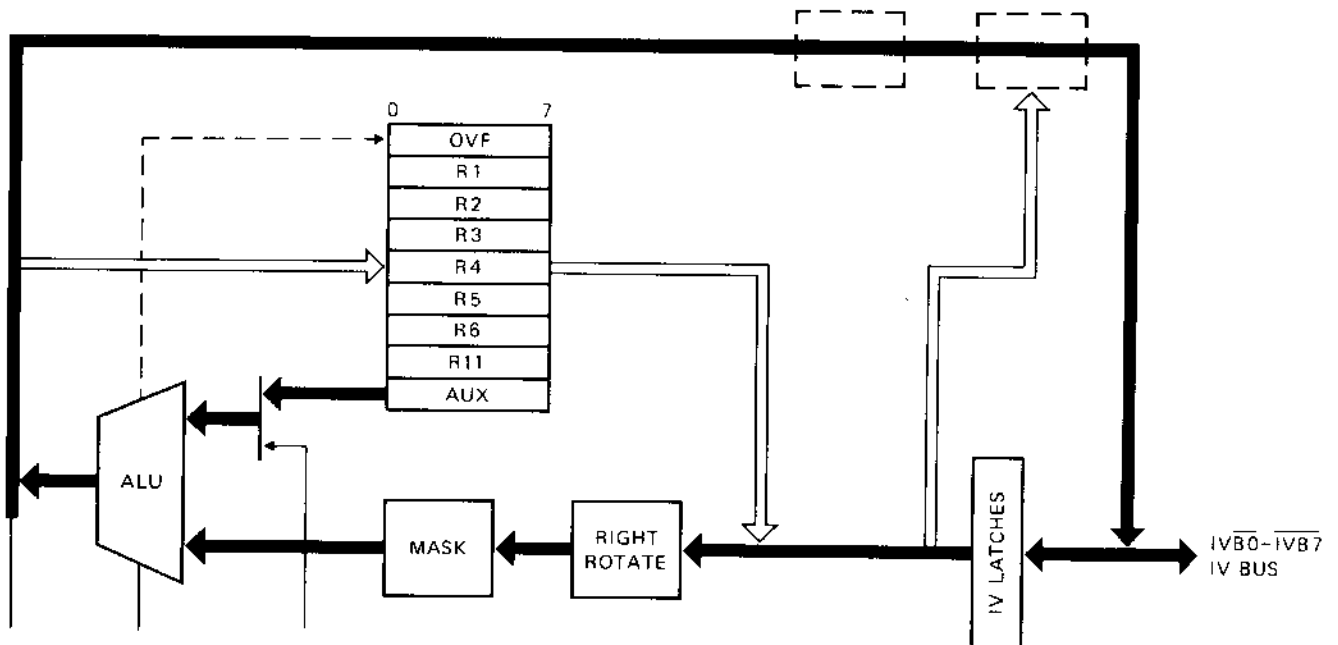 0 7
OVF
R1
R2
R3
R4
R5
R6
R11
AUX
ALU
MASK
RIGHT
ROTATE
IV LATCHES
IVB0–IVB7
IV BUS